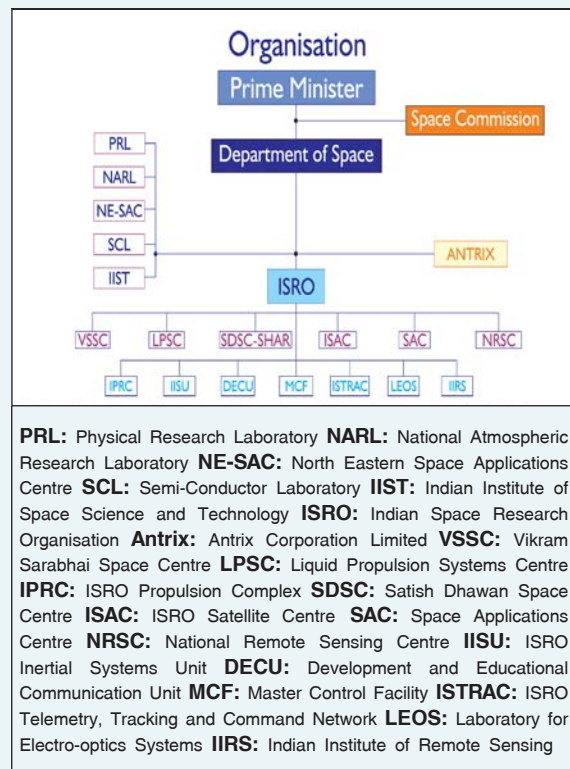 Organisation
Prime Minister
Space Commission
PRL
Department of Space
NARL
NE-SAC
SCL
ANTRIX
IIST
ISRO
VSSC LPSC SDSC-SHAR ISAC SAC NRSC
IPRC IISU DECU MCF ISTRAC LEOS IIRS
PRL: Physical Research Laboratory NARL: National Atmospheric
Research Laboratory NE-SAC: North Eastern Space Applications
Centre SCL: Semi-Conductor Laboratory IIST: Indian Institute of
Space Science and Technology ISRO: Indian Space Research
Organisation Antrix: Antrix Corporation Limited VSSC: Vikram
Sarabhai Space Centre LPSC: Liquid Propulsion Systems Centre
IPRC: ISRO Propulsion Complex SDSC: Satish Dhawan Space
Centre ISAC: ISRO Satellite Centre SAC: Space Applications
Centre NRSC: National Remote Sensing Centre IISU: ISRO
Inertial Systems Unit DECU: Development and Educational
Communication Unit MCF: Master Control Facility ISTRAC: ISRO
Telemetry, Tracking and Command Network LEOS: Laboratory for
Electro-optics Systems IIRS: Indian Institute of Remote Sensing